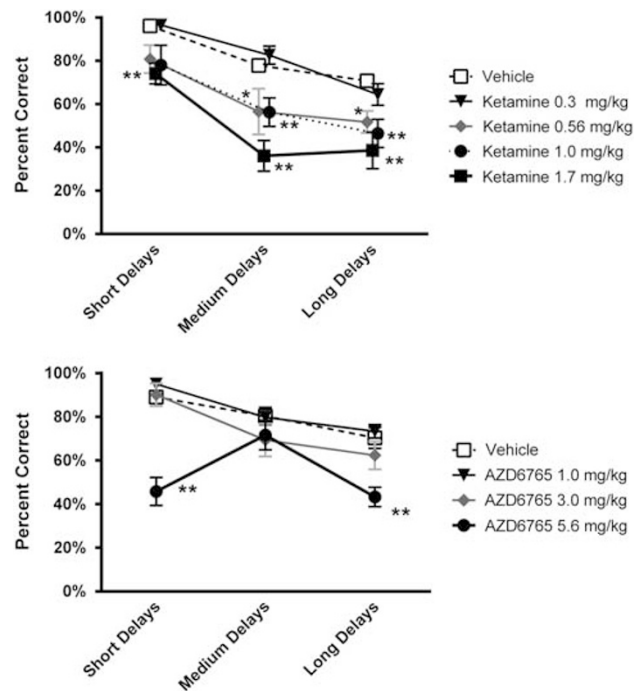 100%
80%
60%
40%
20%
0%
Percent Correct
Short Delays
Medium Delays
Long Delays
**
*
**
**
*
**
**
Vehicle
Ketamine 0.3 mg/kg
Ketamine 0.56 mg/kg
Ketamine 1.0 mg/kg
Ketamine 1.7 mg/kg
100%
80%
60%
40%
20%
0%
Percent Correct
Short Delays
Medium Delays
Long Delays
**
**
Vehicle
AZD6765 1.0 mg/kg
AZD6765 3.0 mg/kg
AZD6765 5.6 mg/kg